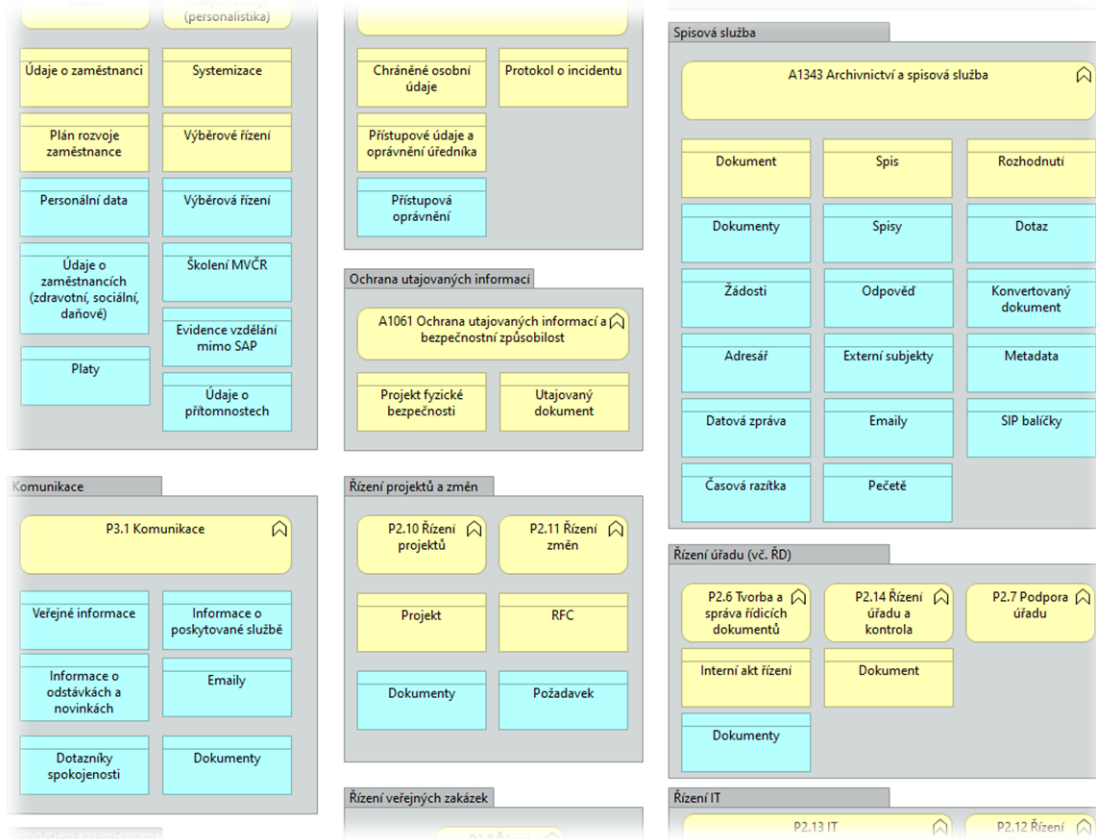 (personalistika)
Údaje o zaměstnanci
Systemizace
Plán rozvoje
zaměstnance
Výběrové řízení
Personální data
Výběrová řízení
Údaje o
zaměstnancích
(zdravotní, sociální,
daňové)
Školení MVČR
Evidence vzdělání
mimo SAP
Platy
Údaje o
přítomnostech
Komunikace
P3.1 Komunikace
Veřejné informace
Informace o
poskytované službě
Informace o
odstávkách a
novinkách
Emaily
Dotazníky
spokojenosti
Dokumenty
Chráněné osobní
údaje
Protokol o incidentu
Přístupové údaje a
oprávnění úředníka
Přístupová
oprávnění
Ochrana utajovaných informací
A1061 Ochrana utajovaných informací a
bezpečnostní způsobilost
Projekt fyzické
bezpečnosti
Utajovaný
dokument
Řízení projektů a změn
P2.10 Řízení
projektů
P2.11 Řízení
změn
Projekt
RFC
Dokumenty
Požadavek
Řízení veřejných zakázek
Spisová služba
A1343 Archivnictví a spisová služba
Dokument
Spis
Rozhodnutí
Dokumenty
Spisy
Dotaz
Žádosti
Odpověď
Konvertovaný
dokument
Adresář
Externí subjekty
Metadata
Datová zpráva
Emaily
SIP balíčky
Časová razítka
Pečetě
Řízení úřadu (vč. ŘD)
P2.6 Tvorba a
správa řídicích
dokumentů
P2.14 Řízení
úřadu a
kontrola
P2.7 Podpora
úřadu
Interní akt řízení
Dokument
Dokumenty
Řízení IT
P2.13 IT
P2.12 Řízení